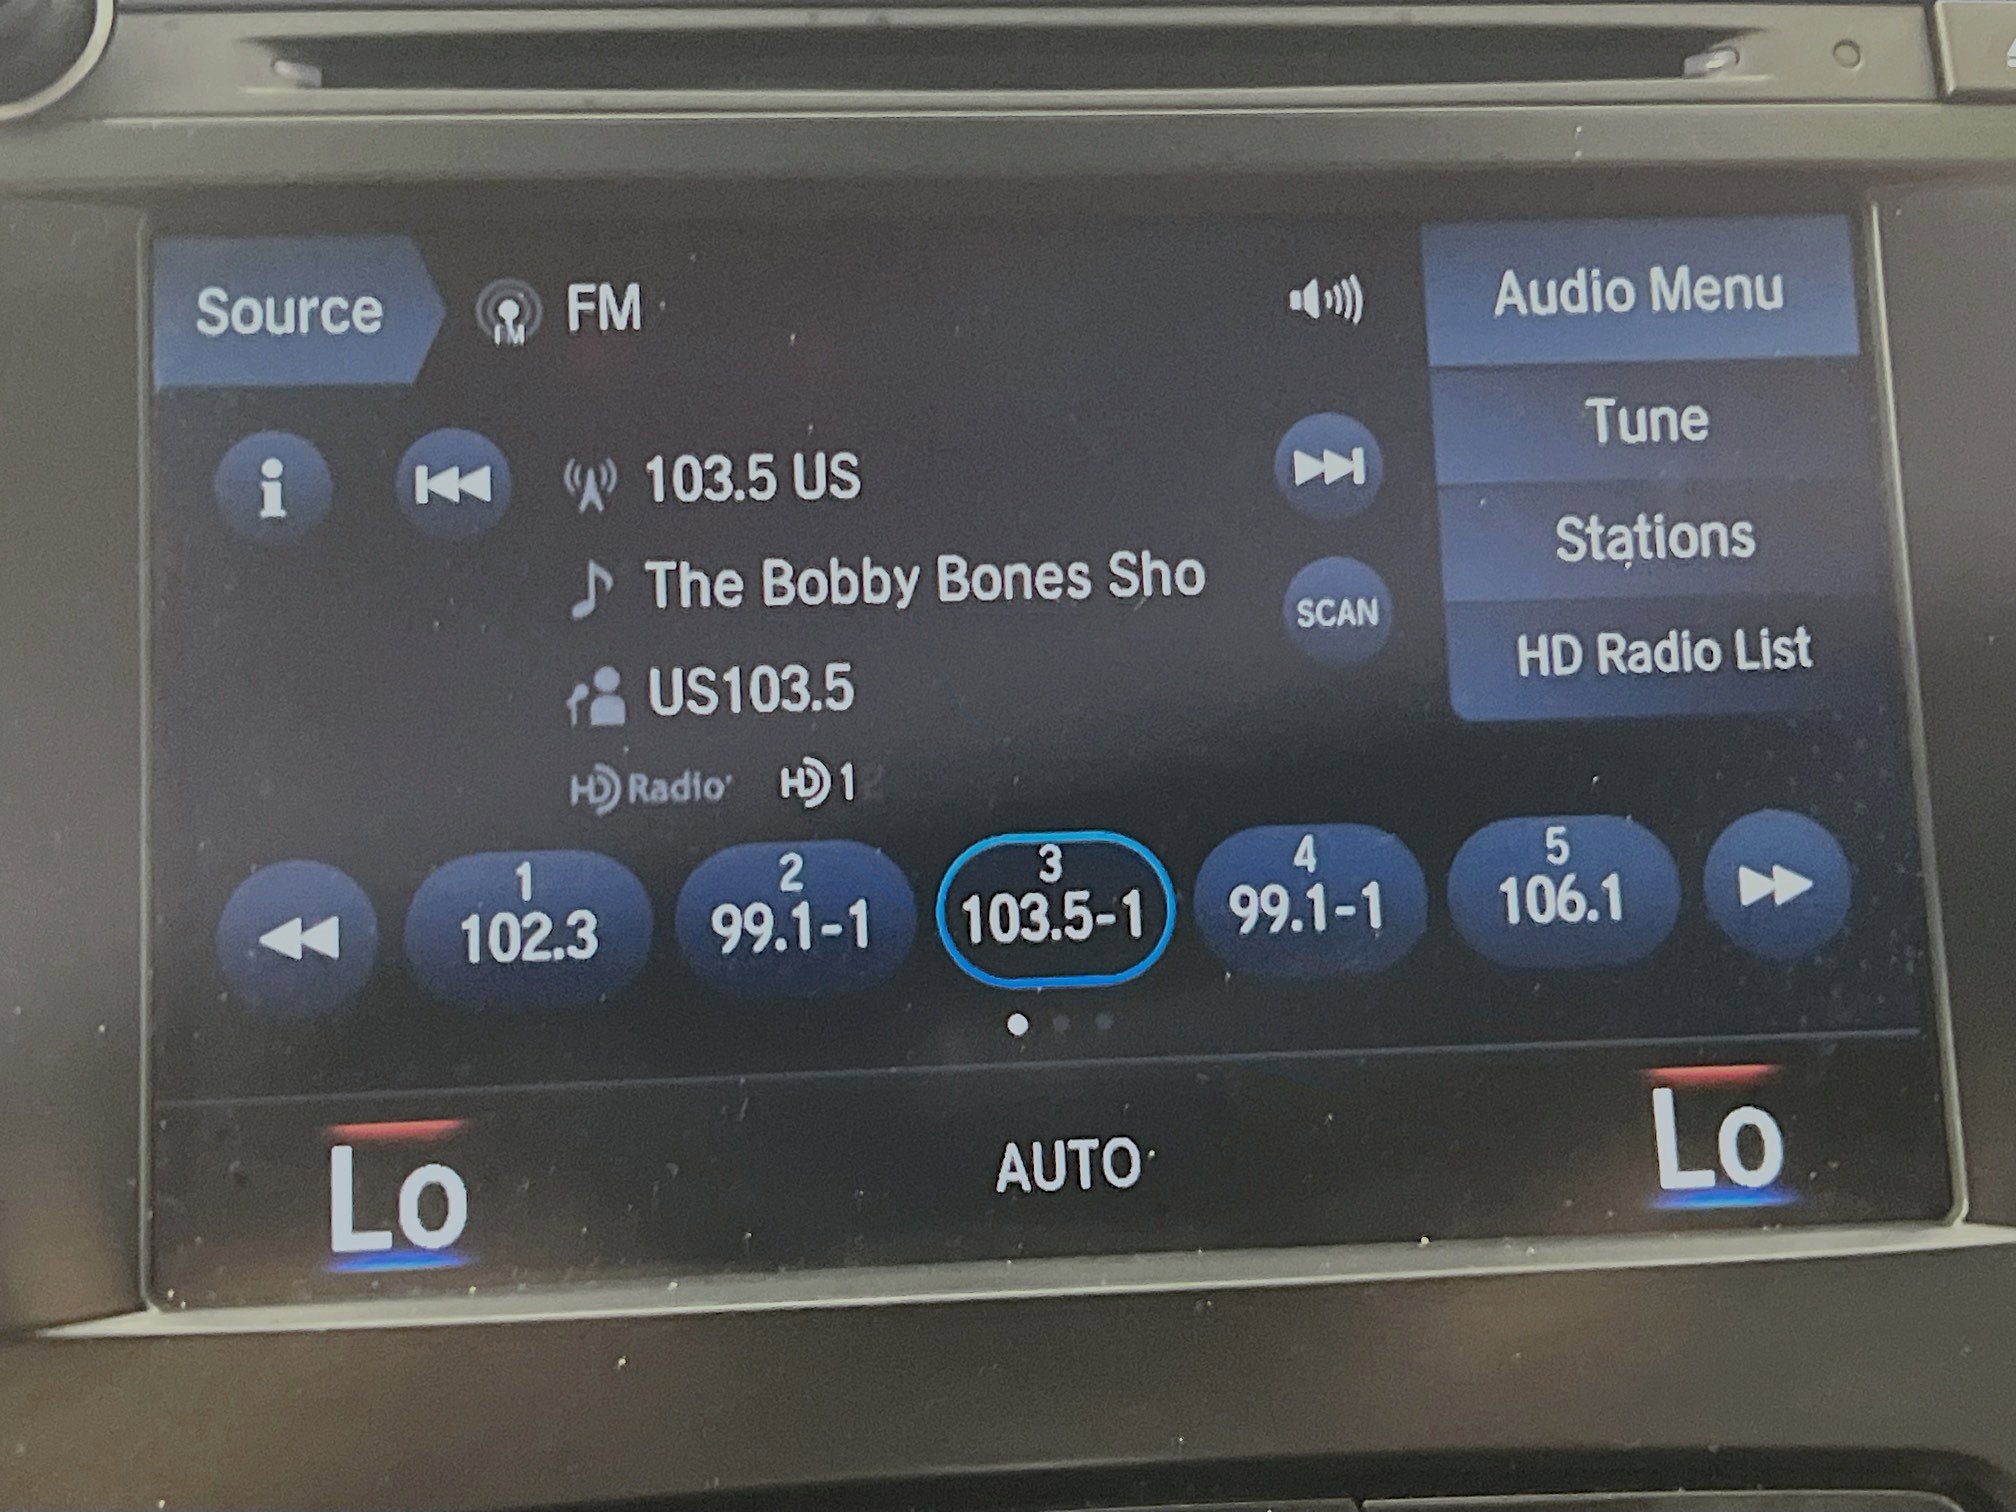 Source
FM
FM
Audio Menu
Tune
Stations
HD Radio List
i
103.5 US
The Bobby Bones Sho
US103.5
SCAN
HD Radio HD 1
1
102.3
2
99.1-1
3
103.5-1
4
99.1-1
5
106.1
Lo
AUTO
Lo